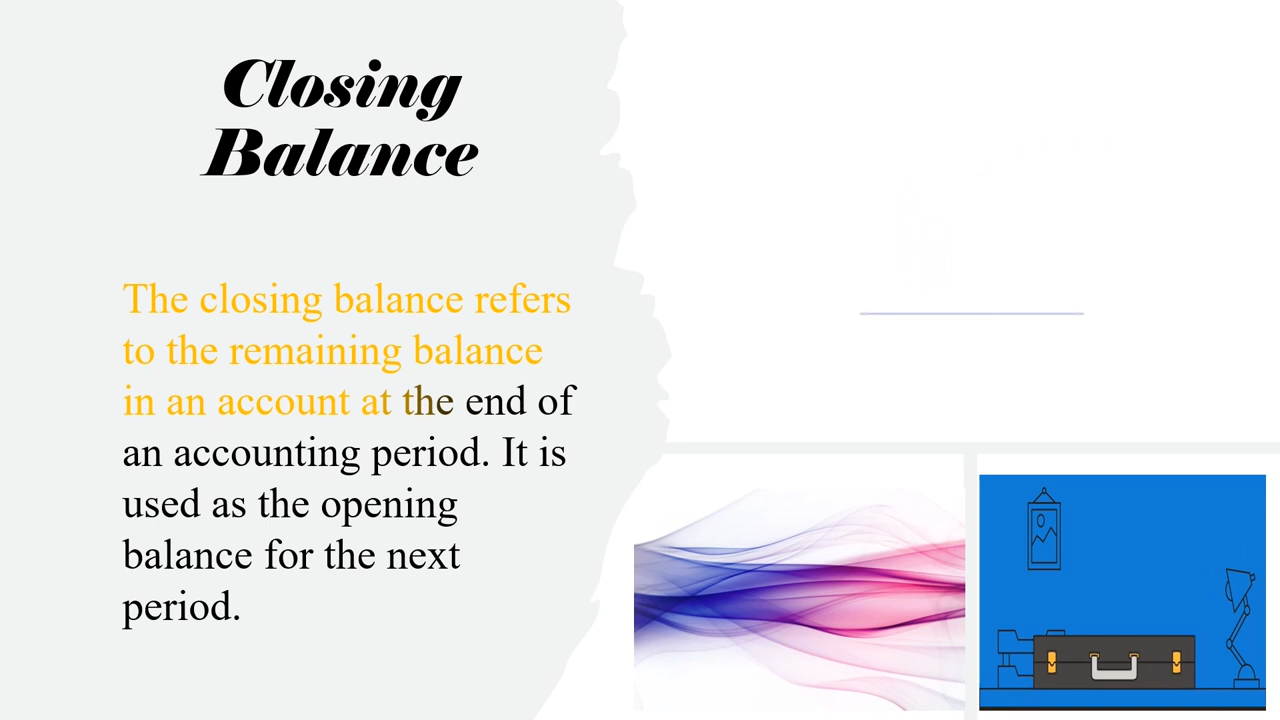 Closing
Balance
The closing balance refers
to the remaining balance
in an account at the end of
an accounting period. It is
used as the opening
balance for the next
period.